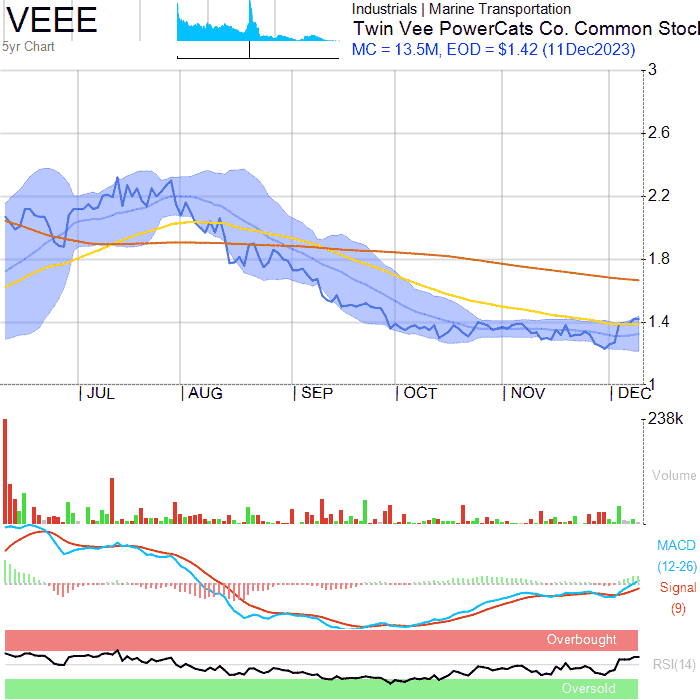 VEEE
5yr Chart
Industrials | Marine Transportation
Twin Vee PowerCats Co. Common Stoc
MC = 13.5M, EOD = $1.42 (11Dec2023)
3
2.6
2.2
1.8
1.4
1
JUL AUG SEP OCT NOV DEC
238k
Volume
MACD
(12-26)
Signal
(9)
Overbought
RSI(14)
Oversold